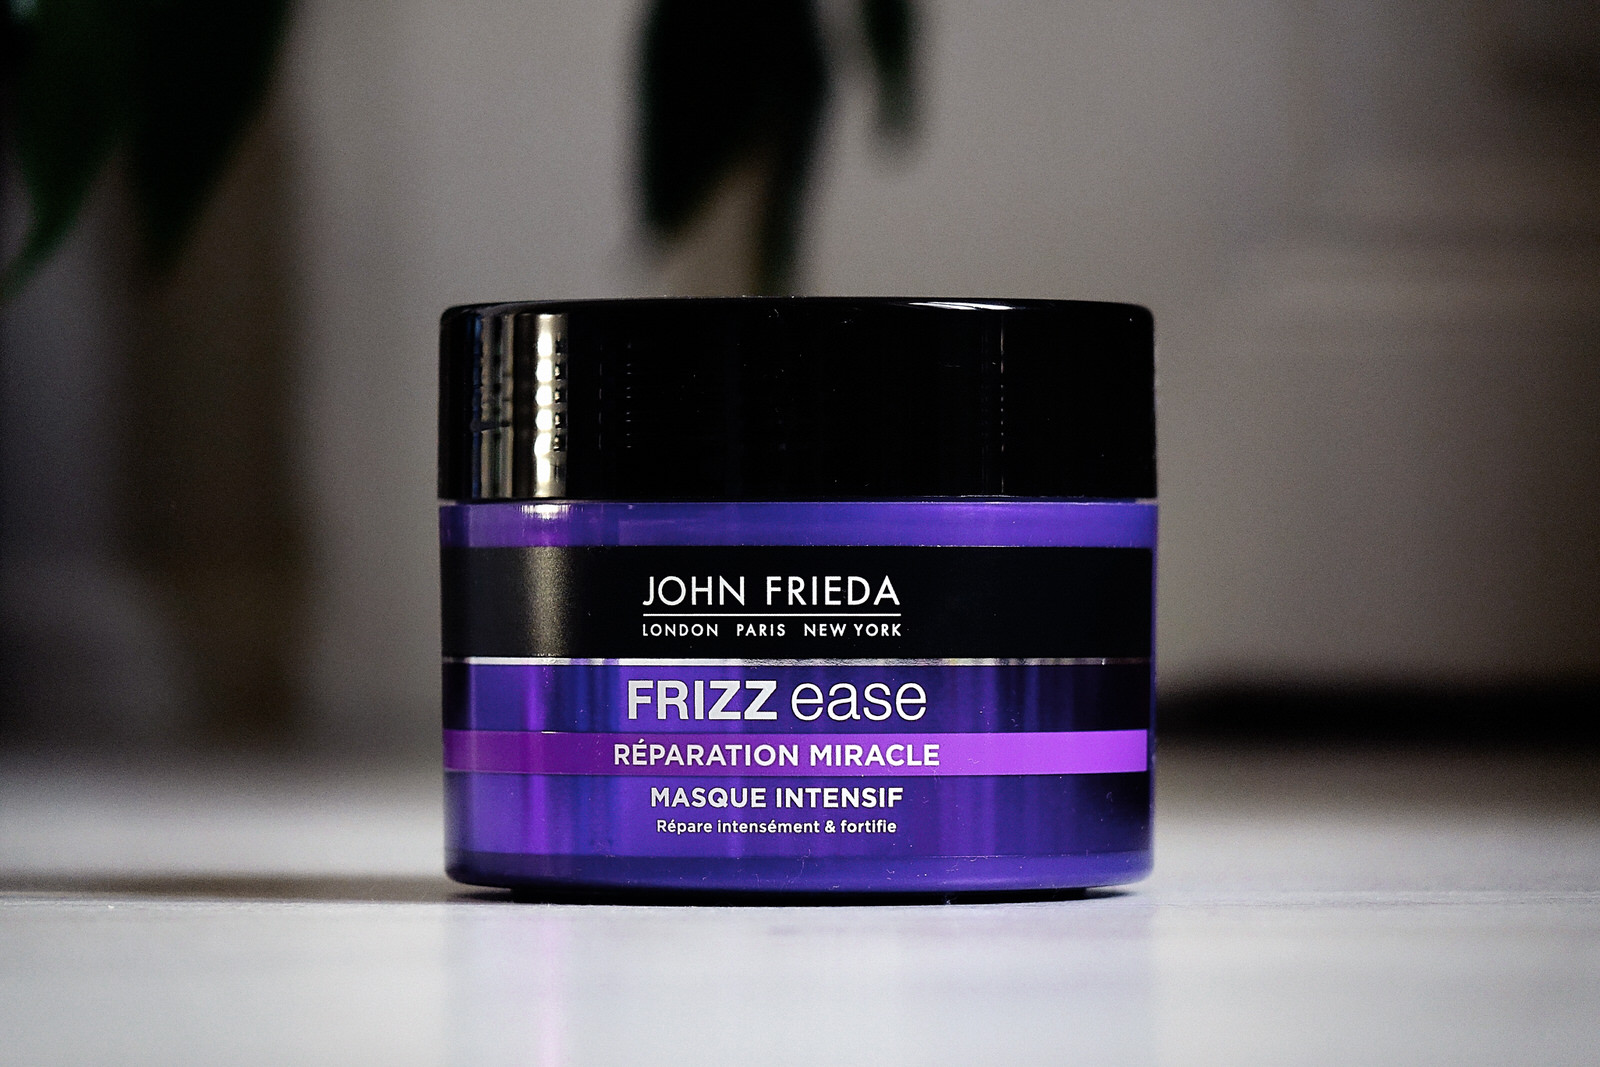 JOHN FRIEDA
LONDON PARIS NEW YORK
FRIZZ ease
RÉPARATION MIRACLE
MASQUE INTENSIF
Répare intensément & fortifie